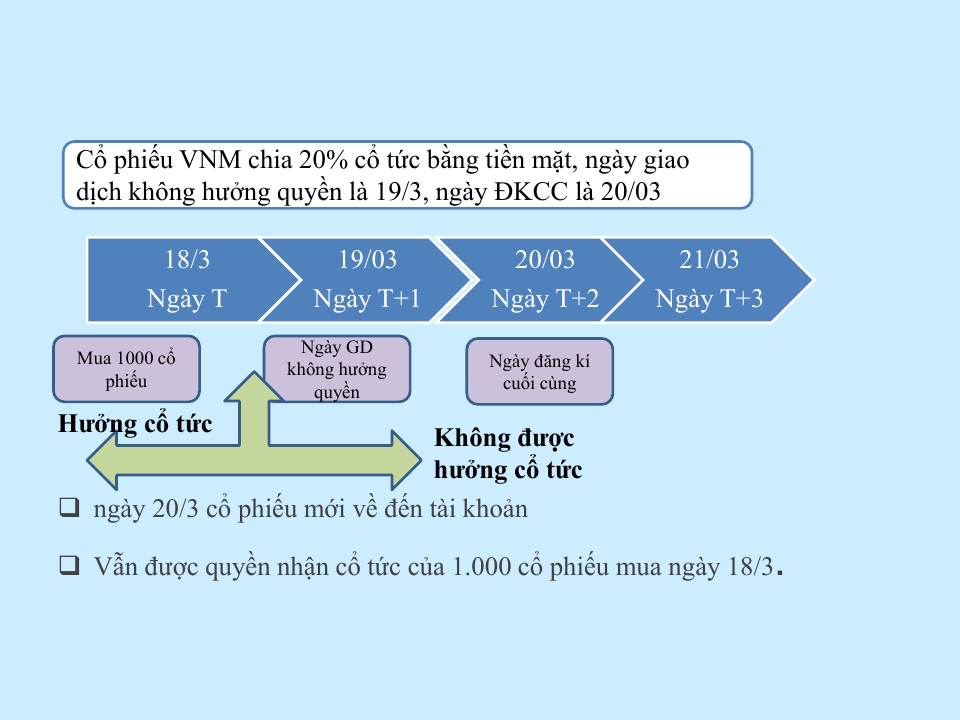 Cổ phiếu VNM chia 20% cổ tức bằng tiền mặt, ngày giao
dịch không hưởng quyền là 19/3, ngày ĐKCC là 20/03
18/3
Ngày T
19/03
Ngày T+1
20/03
Ngày T+2
21/03
Ngày T+3
Mua 1000 cổ
phiếu
Ngày GD
không hưởng
quyền
Ngày đăng kí
cuối cùng
Hưởng cổ tức
Không được
hưởng cổ tức
ngày 20/3 cổ phiếu mới về đến tài khoản
Vẫn được quyền nhận cổ tức của 1.000 cổ phiếu mua ngày 18/3.